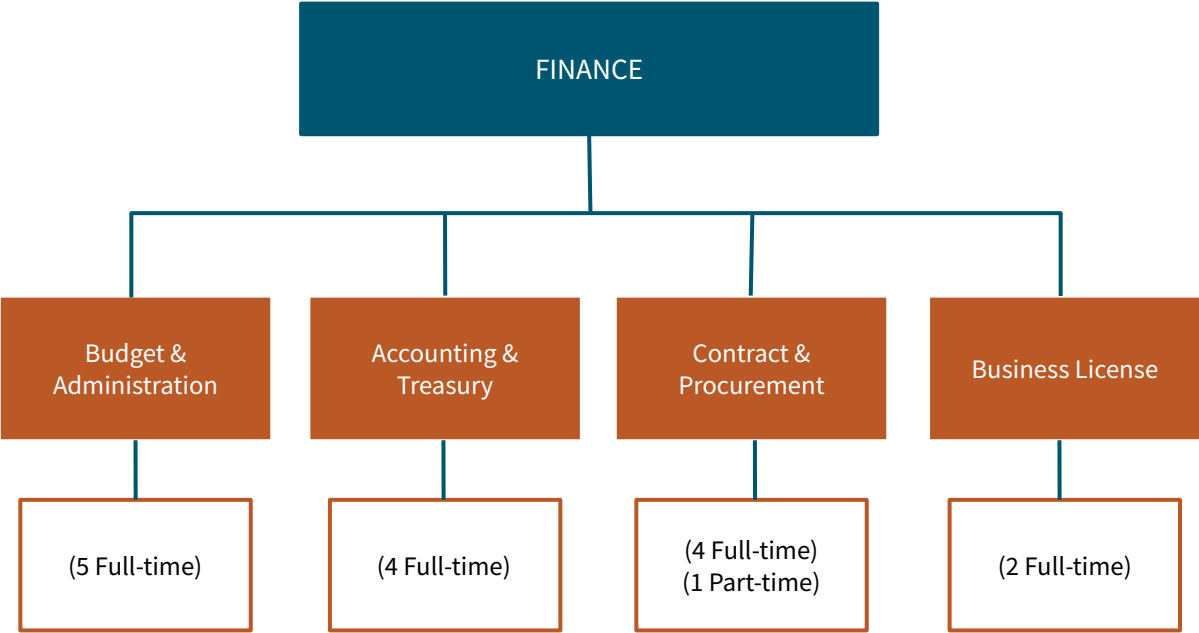 FINANCE
Budget &
Administration
Accounting &
Treasury
Contract &
Procurement
Business License
(5 Full-time)
(4 Full-time)
(4 Full-time)
(1 Part-time)
(2 Full-time)